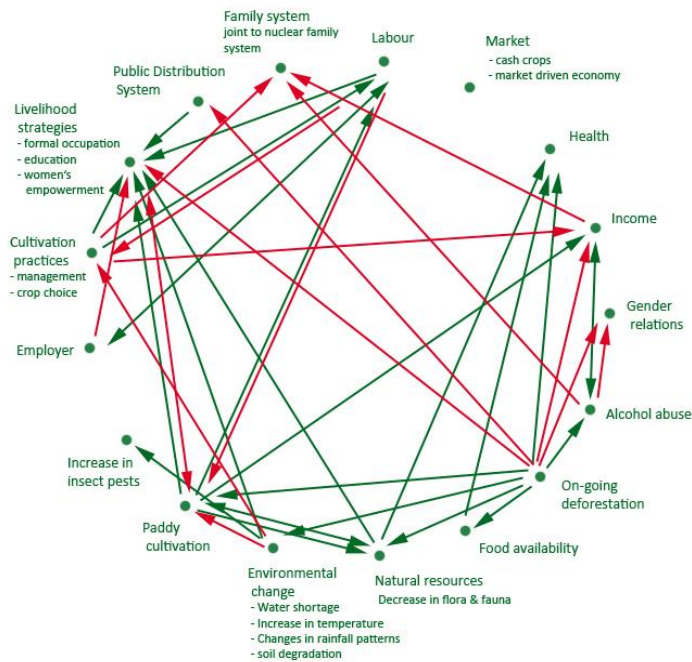 Family system
joint to nuclear family
system
Labour
Market
- cash crops
- market driven economy
Public Distribution
System
Livelihood
strategies
- formal occupation
- education
- women's
empowerment
Health
Income
Cultivation
practices
- management
- crop choice
Gender
relations
Employer
Alcohol abuse
Increase in
insect pests
On-going
deforestation
Paddy
cultivation
Food availability
Environmental
change
- Water shortage
- Increase in temperature
- Changes in rainfall patterns
- soil degradation
Natural resources
Decrease in flora & fauna